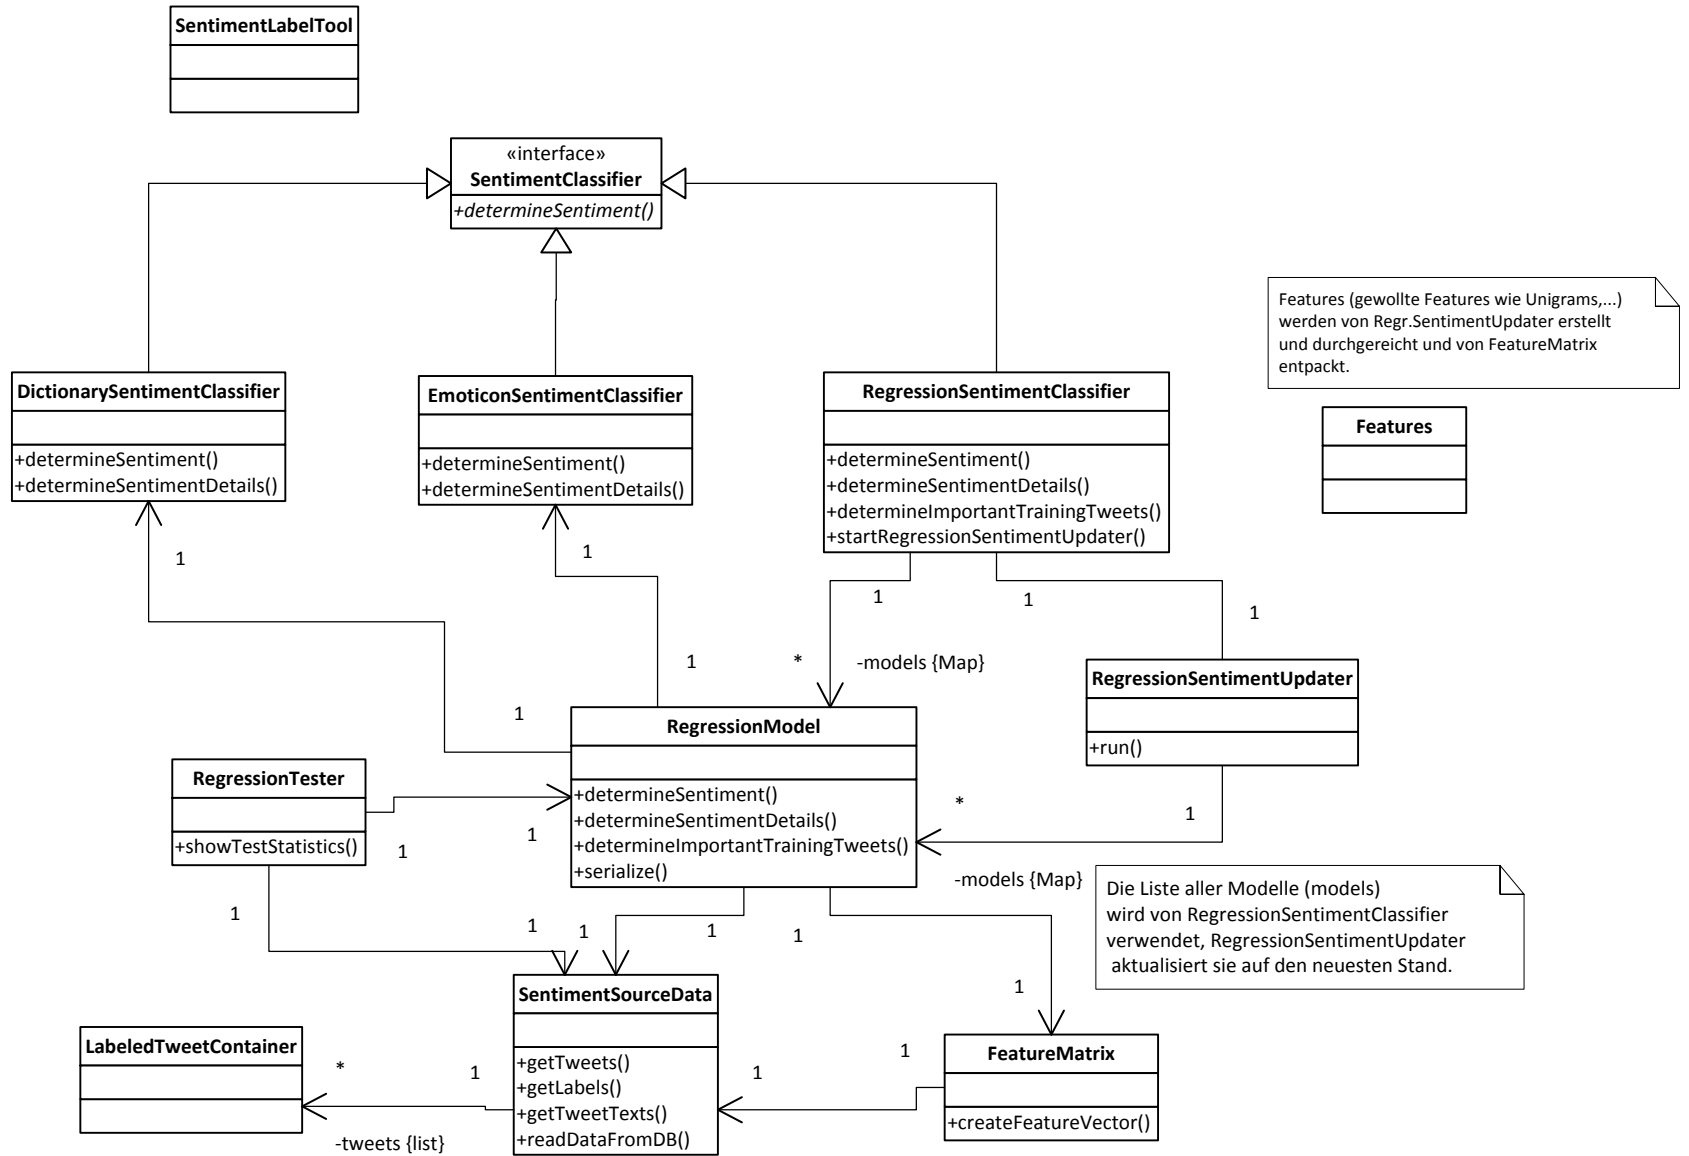 SentimentLabelTool
«interface»
SentimentClassifier
+determineSentiment()
Features (gewollte Features wie Unigrams,...)
werden von Regr.SentimentUpdater erstellt
und durchgereicht und von FeatureMatrix
entpackt.
DictionarySentimentClassifier
+determineSentiment()
+determineSentimentDetails()
EmoticonSentimentClassifier
+determineSentiment()
+determineSentimentDetails()
RegressionSentimentClassifier
+determineSentiment()
+determineSentimentDetails()
+determineImportantTrainingTweets()
+startRegressionSentimentUpdater()
Features
1
1
1
1
1
1
*
-models {Map}
1
RegressionSentimentUpdater
+run()
RegressionModel
+determineSentiment()
+determineSentimentDetails()
+determineImportantTrainingTweets()
+serialize()
RegressionTester
+showTestStatistics()
1
1
*
1
-models {Map}
Die Liste aller Modelle (models)
wird von RegressionSentimentClassifier
verwendet, RegressionSentimentUpdater
aktualisiert sie auf den neuesten Stand.
1
1
1
1
1
1
SentimentSourceData
+getTweets()
+getLabels()
+getTweetTexts()
+readDataFromDB()
LabeledTweetContainer
*
1
-tweets {list}
1
1
FeatureMatrix
+createFeatureVector()